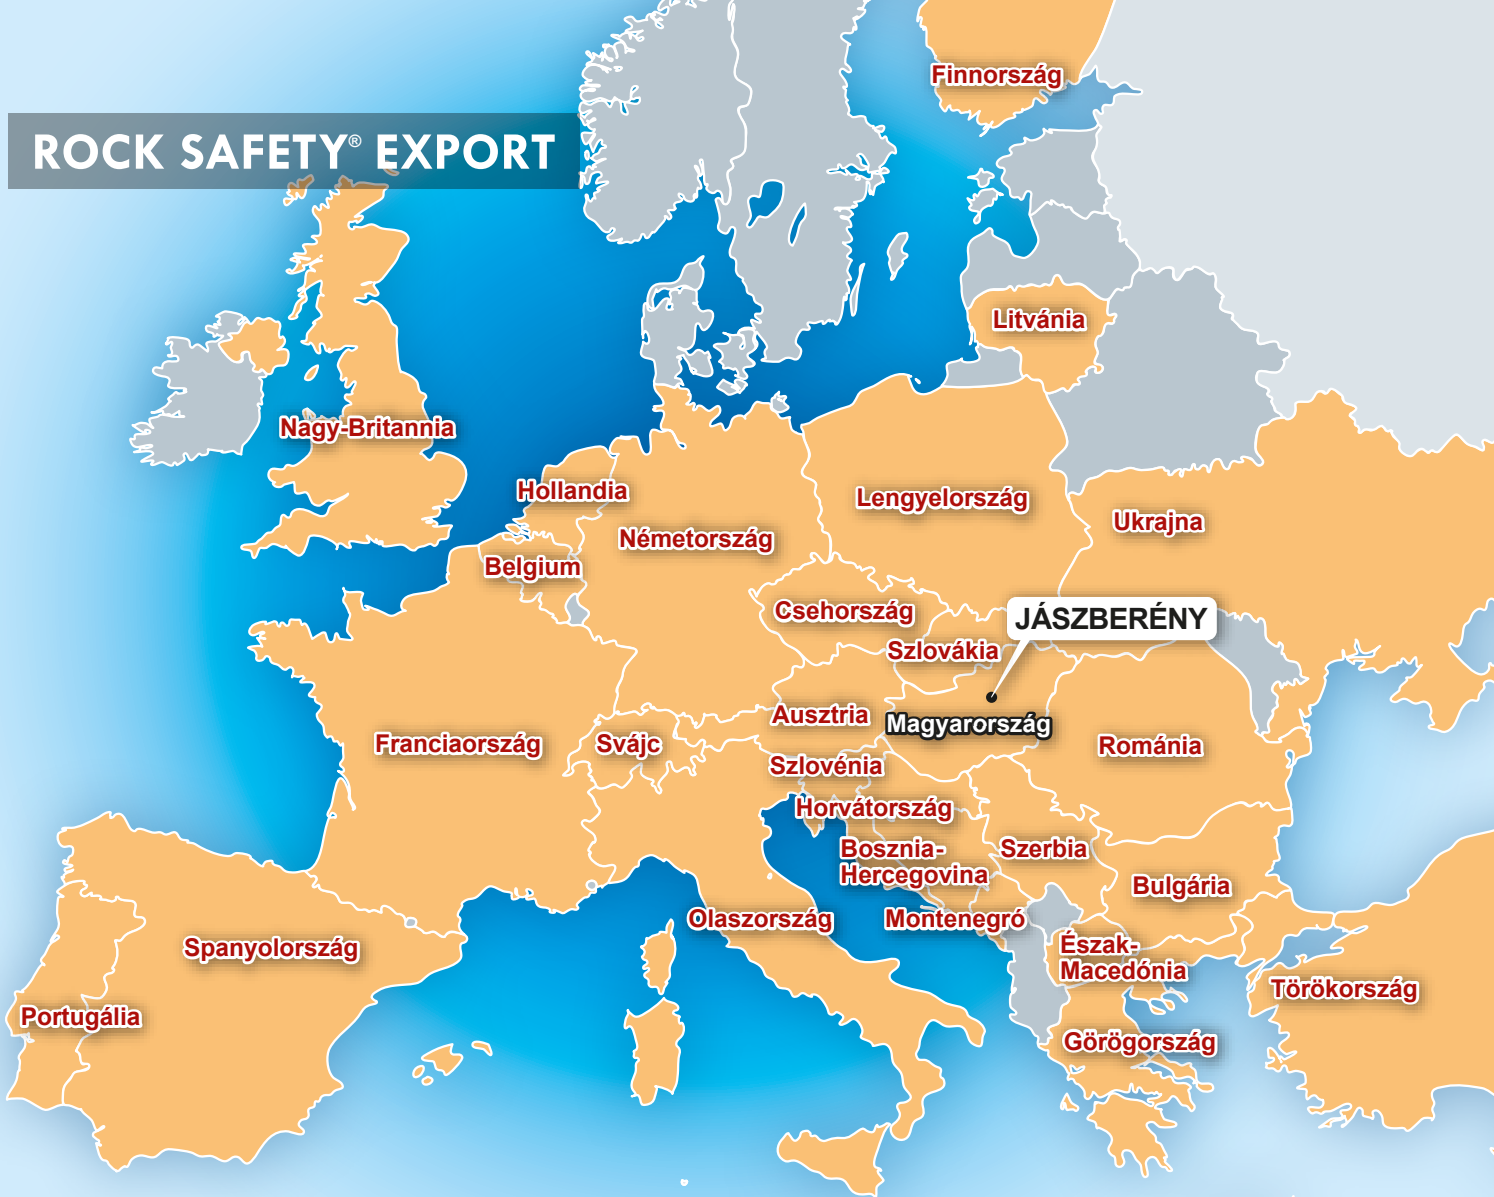 Finnország
ROCK SAFETY® EXPORT
Litvánia
Nagy-Britannia
Hollandia
Lengyelország
Ukrajna
Németország
Belgium
Csehország
JÁSZBERÉNY
Szlovákia
Ausztria
Magyarország
Franciaország
Svájc
Románia
Szlovénia
Horvátország
Bosznia-
Hercegovina
Szerbia
Bulgária
Olaszország
Montenegró
Spanyolország
Észak-
Macedónia
Törökország
Portugália
Görögország